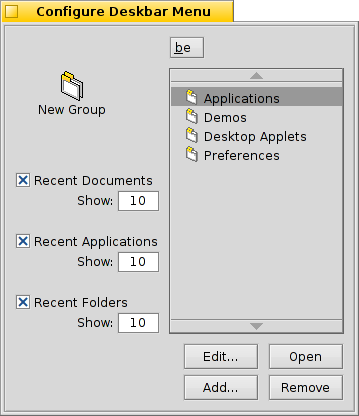 Configure Deskbar Menu
be
New Group
Applications
Demos
Desktop Applets
Preferences
Recent Documents
Show: 10
Recent Applications
Show: 10
Recent Folders
Show: 10
Edit... Open
Add... Remove